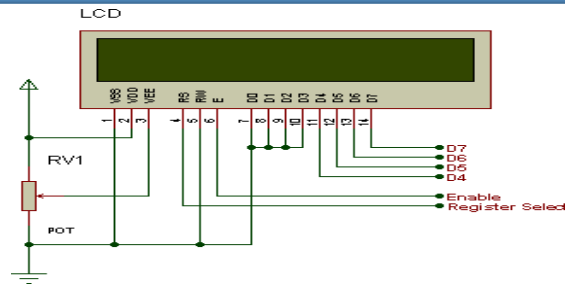 LCD
VSS VDD VEE RS RW E D0 D1 D2 D3 D4 D5 D6 D7
1 2 3 4 5 6 7 8 9 10 11 12 13 14
D7
D6
D5
D4
RV1
Enable
Register Select
POT